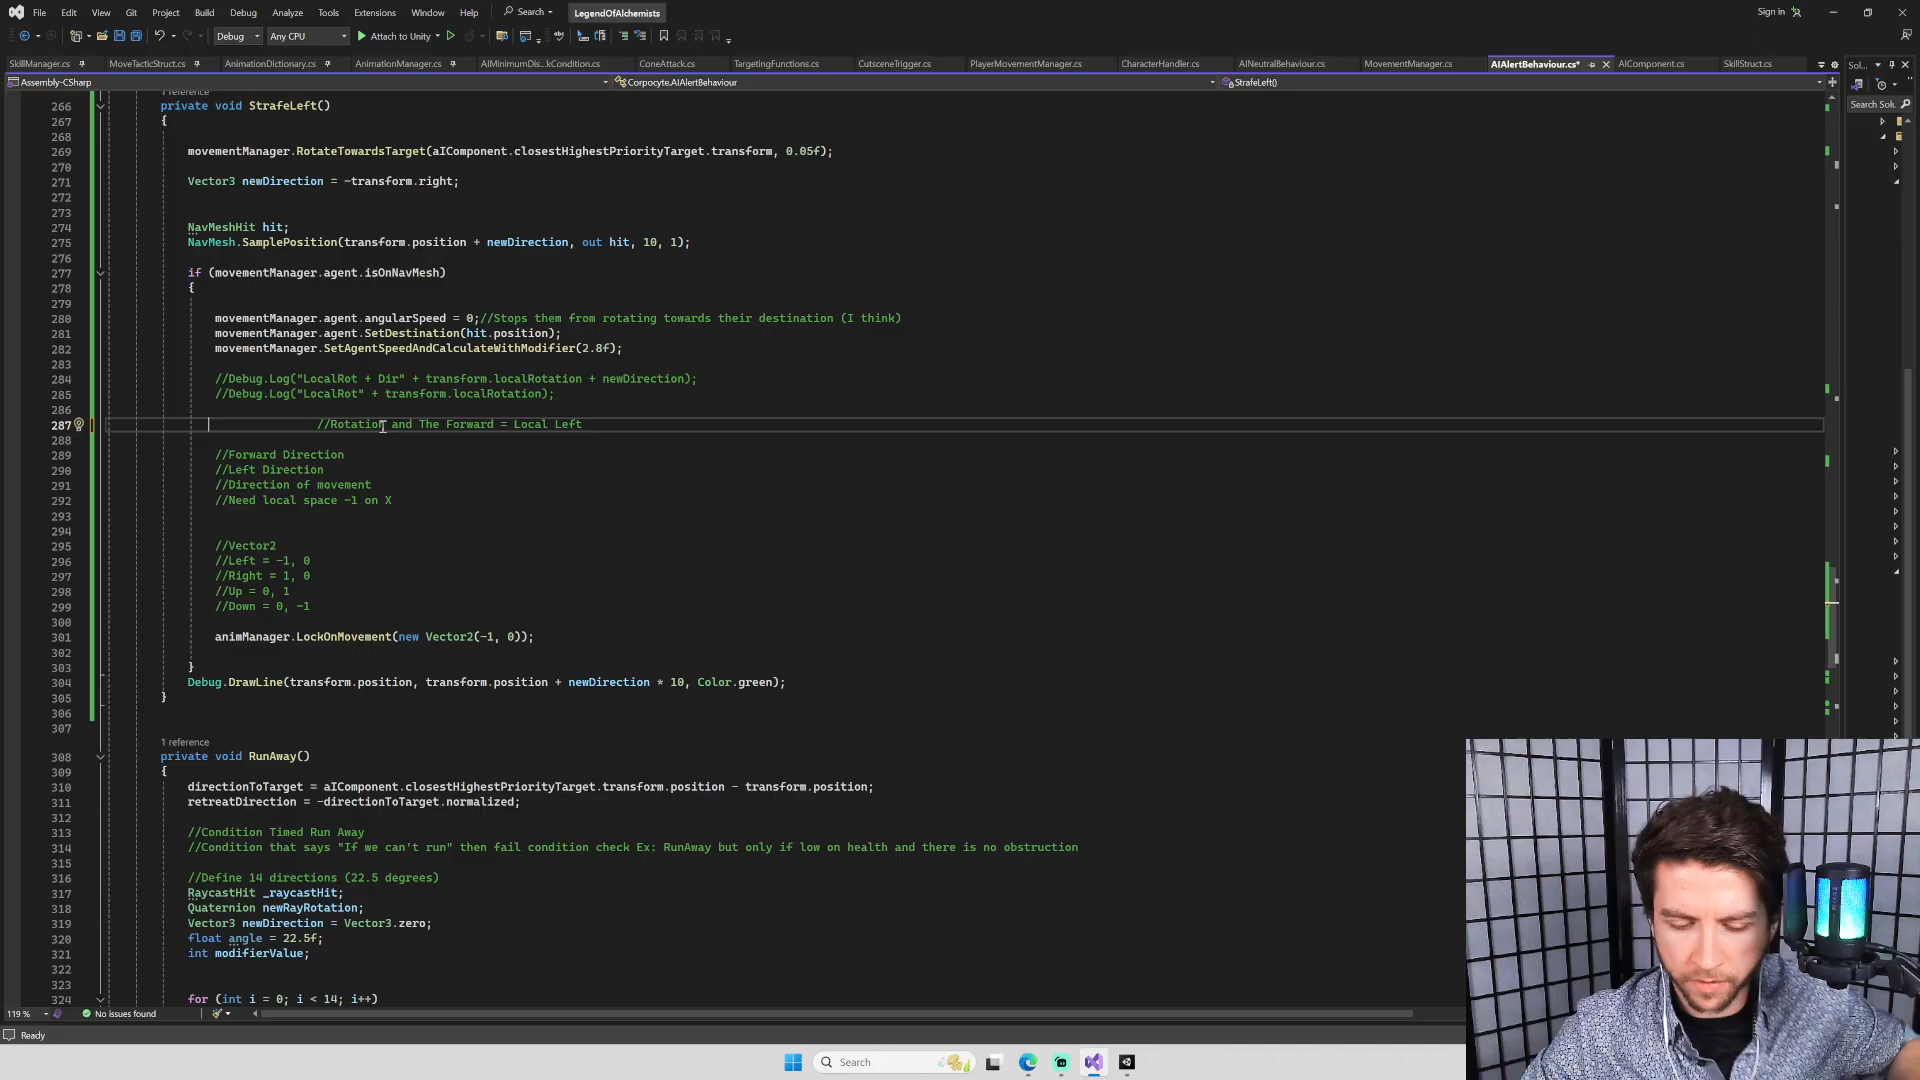 File Edit View Git Project Build Debug Analyze Tools Extensions Window Help Search LegendOfAlchemists Sign in
Debug Any CPU Attach to Unity
SkillManager.cs MoveTacticStruct.cs AnimationDictionary.cs AnimationManager.cs AIMinimumDis...kCondition.cs ConeAttack.cs TargetingFunctions.cs CutsceneTrigger.cs PlayerMovementManager.cs CharacterHandler.cs AINeutralBehaviour.cs MovementManager.cs AIAlertBehaviour.cs* AIComponent.cs SkillStruct.cs Sol...
Assembly-CSharp Corpocyte.AIAlertBehaviour StrafeLeft()
Search Solu
1 reference
266 private void StrafeLeft()
267 {
268
269 movementManager.RotateTowardsTarget(aIComponent.closestHighestPriorityTarget.transform, 0.05f);
270
271 Vector3 newDirection = -transform.right;
272
273
274 NavMeshHit hit;
275 NavMesh.SamplePosition(transform.position + newDirection, out hit, 10, 1);
276
277 if (movementManager.agent.isOnNavMesh)
278 {
279
280 movementManager.agent.angularSpeed = 0;//Stops them from rotating towards their destination (I think)
281 movementManager.agent.SetDestination(hit.position);
282 movementManager.SetAgentSpeedAndCalculateWithModifier(2.8f);
283
284 //Debug.Log("LocalRot + Dir" + transform.localRotation + newDirection);
285 //Debug.Log("LocalRot" + transform.localRotation);
286
287 //Rotation and The Forward = Local Left
288
289 //Forward Direction
290 //Left Direction
291 //Direction of movement
292 //Need local space -1 on X
293
294
295 //Vector2
296 //Left = -1, 0
297 //Right = 1, 0
298 //Up = 0, 1
299 //Down = 0, -1
300
301 animManager.LockOnMovement(new Vector2(-1, 0));
302
303 }
304 Debug.DrawLine(transform.position, transform.position + newDirection * 10, Color.green);
305 }
306
307
1 reference
308 private void RunAway()
309 {
310 directionToTarget = aIComponent.closestHighestPriorityTarget.transform.position - transform.position;
311 retreatDirection = -directionToTarget.normalized;
312
313 //Condition Timed Run Away
314 //Condition that says "If we can't run" then fail condition check Ex: RunAway but only if low on health and there is no obstruction
315
316 //Define 14 directions (22.5 degrees)
317 RaycastHit _raycastHit;
318 Quaternion newRayRotation;
319 Vector3 newDirection = Vector3.zero;
320 float angle = 22.5f;
321 int modifierValue;
322
323
324 for (int i = 0; i < 14; i++)
119 % No issues found
Ready
Search